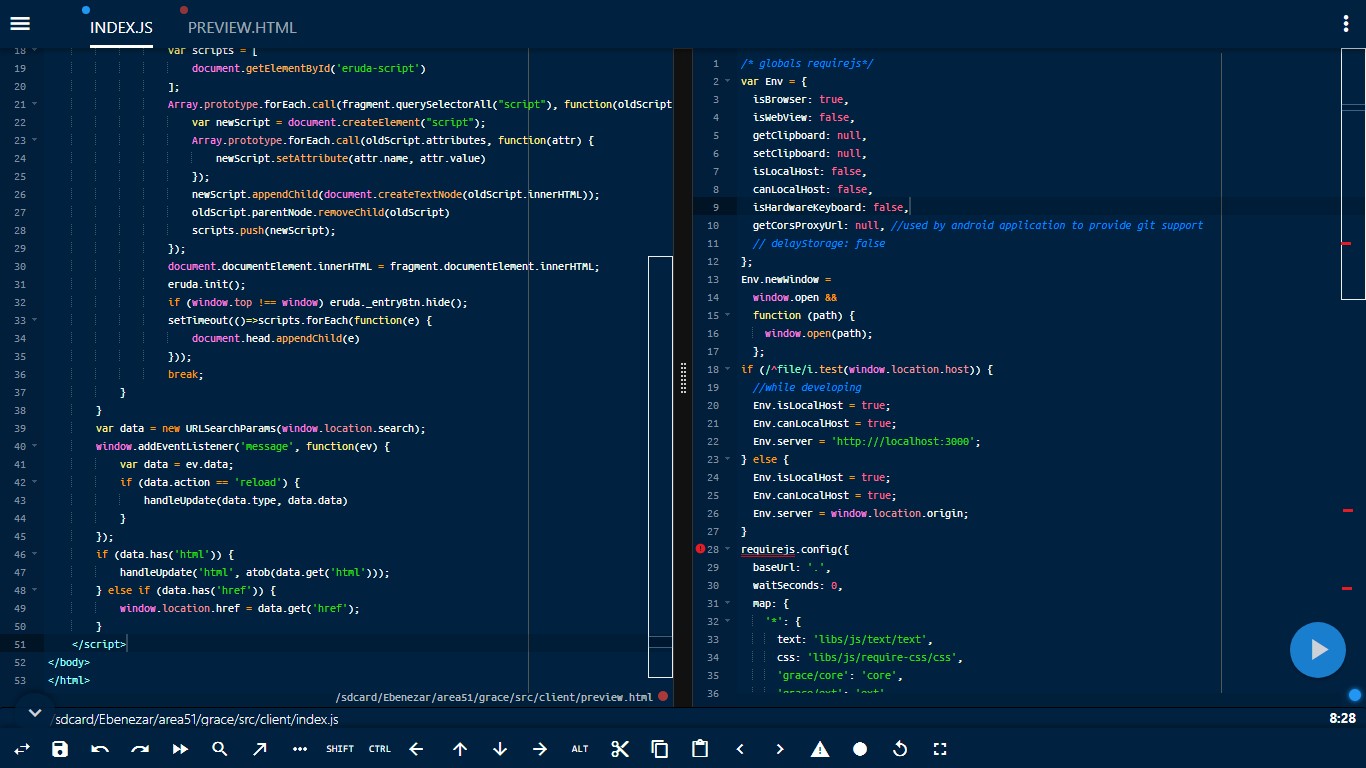 INDEX.JS
PREVIEW.HTML
18 var scripts = [
19 document.getElementById('eruda-script')
20 ];
21 Array.prototype.forEach.call(fragment.querySelectorAll("script"), function(oldScript
22 var newScript = document.createElement("script");
23 Array.prototype.forEach.call(oldScript.attributes, function(attr) {
24 newScript.setAttribute(attr.name, attr.value)
25 });
26 newScript.appendChild(document.createTextNode(oldScript.innerHTML));
27 oldScript.parentNode.removeChild(oldScript)
28 scripts.push(newScript);
29 });
30 document.documentElement.innerHTML = fragment.documentElement.innerHTML;
31 eruda.init();
32 if (window.top !== window) eruda._entryBtn.hide();
33 setTimeout(()=>scripts.forEach(function(e) {
34 document.head.appendChild(e)
35 }));
36 break;
37 }
38 }
39 var data = new URLSearchParams(window.location.search);
40 window.addEventListener('message', function(ev) {
41 var data = ev.data;
42 if (data.action == 'reload') {
43 handleUpdate(data.type, data.data)
44 }
45 });
46 if (data.has('html')) {
47 handleUpdate('html', atob(data.get('html')));
48 } else if (data.has('href')) {
49 window.location.href = data.get('href');
50 }
51 </script>
52 </body>
53 </html>
/sdcard/Ebenezar/area51/grace/src/client/preview.html
1 /* globals requirejs*/
2 var Env = {
3 isBrowser: true,
4 isWebView: false,
5 getClipboard: null,
6 setClipboard: null,
7 isLocalHost: false,
8 canLocalHost: false,
9 isHardwareKeyboard: false,
10 getCorsProxyUrl: null, //used by android application to provide git support
11 // delayStorage: false
12 };
13 Env.newWindow =
14 window.open &&
15 function (path) {
16 window.open(path);
17 };
18 if (/^file/i.test(window.location.host)) {
19 //while developing
20 Env.isLocalHost = true;
21 Env.canLocalHost = true;
22 Env.server = 'http:///localhost:3000';
23 } else {
24 Env.isLocalHost = true;
25 Env.canLocalHost = true;
26 Env.server = window.location.origin;
27 }
28 requirejs.config({
29 baseUrl: '.',
30 waitSeconds: 0,
31 map: {
32 '*': {
33 text: 'libs/js/text/text',
34 css: 'libs/js/require-css/css',
35 'grace/core': 'core',
36 'grace/ext': 'ext'
/sdcard/Ebenezar/area51/grace/src/client/index.js
8:28
SHIFT CTRL ALT